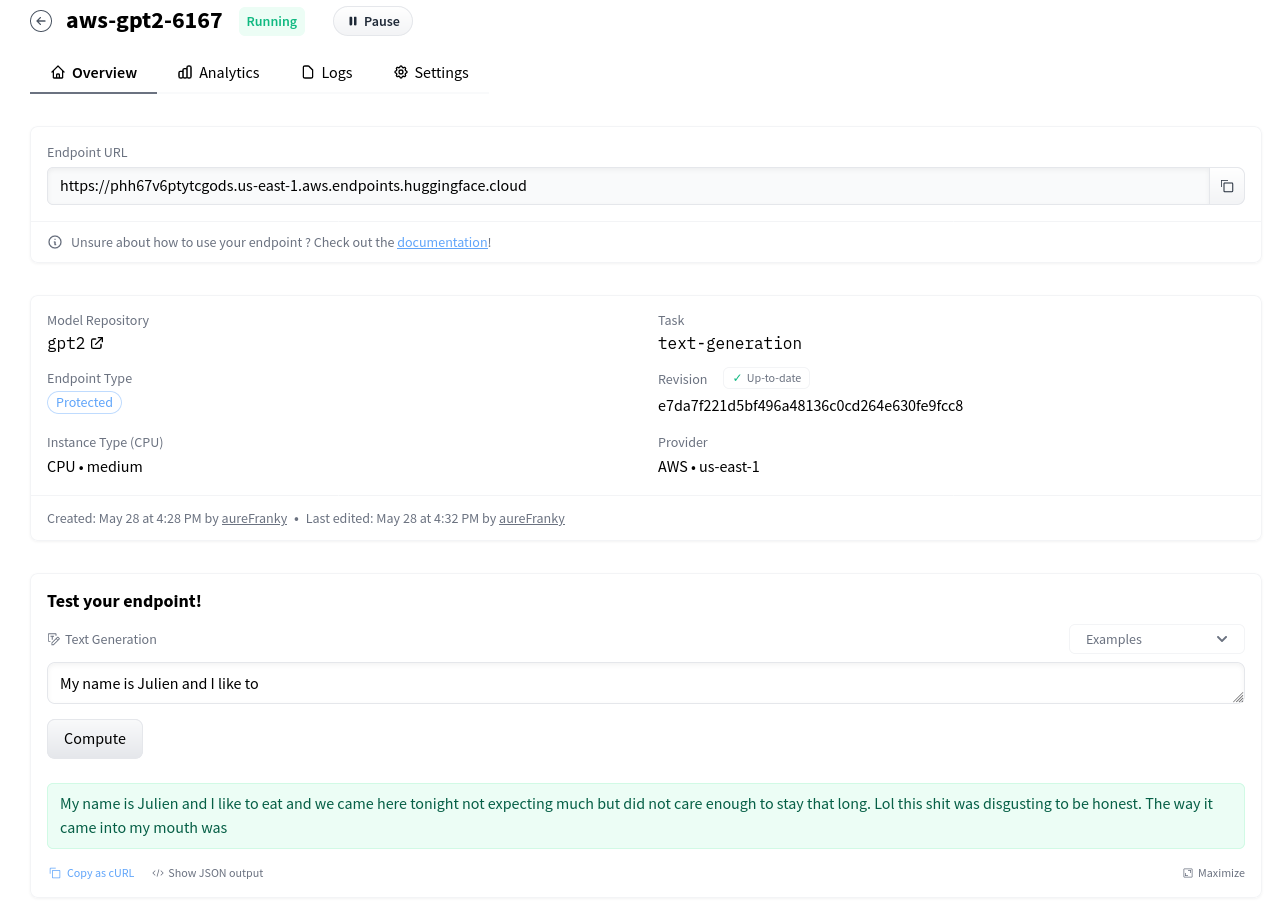 aws-gpt2-6167 Running Pause
Overview Analytics Logs Settings
Endpoint URL
https://phh67v6ptytcgods.us-east-1.aws.endpoints.huggingface.cloud
Unsure about how to use your endpoint ? Check out the documentation!
Model Repository
gpt2
Task
text-generation
Endpoint Type
Protected
Revision ✓ Up-to-date
e7da7f221d5bf496a48136c0cd264e630fe9fcc8
Instance Type (CPU)
CPU • medium
Provider
AWS • us-east-1
Created: May 28 at 4:28 PM by aureFranky • Last edited: May 28 at 4:32 PM by aureFranky
Test your endpoint!
Text Generation
Examples
My name is Julien and I like to
Compute
My name is Julien and I like to eat and we came here tonight not expecting much but did not care enough to stay that long. Lol this shit was disgusting to be honest. The way it
came into my mouth was
Copy as cURL </> Show JSON output Maximize